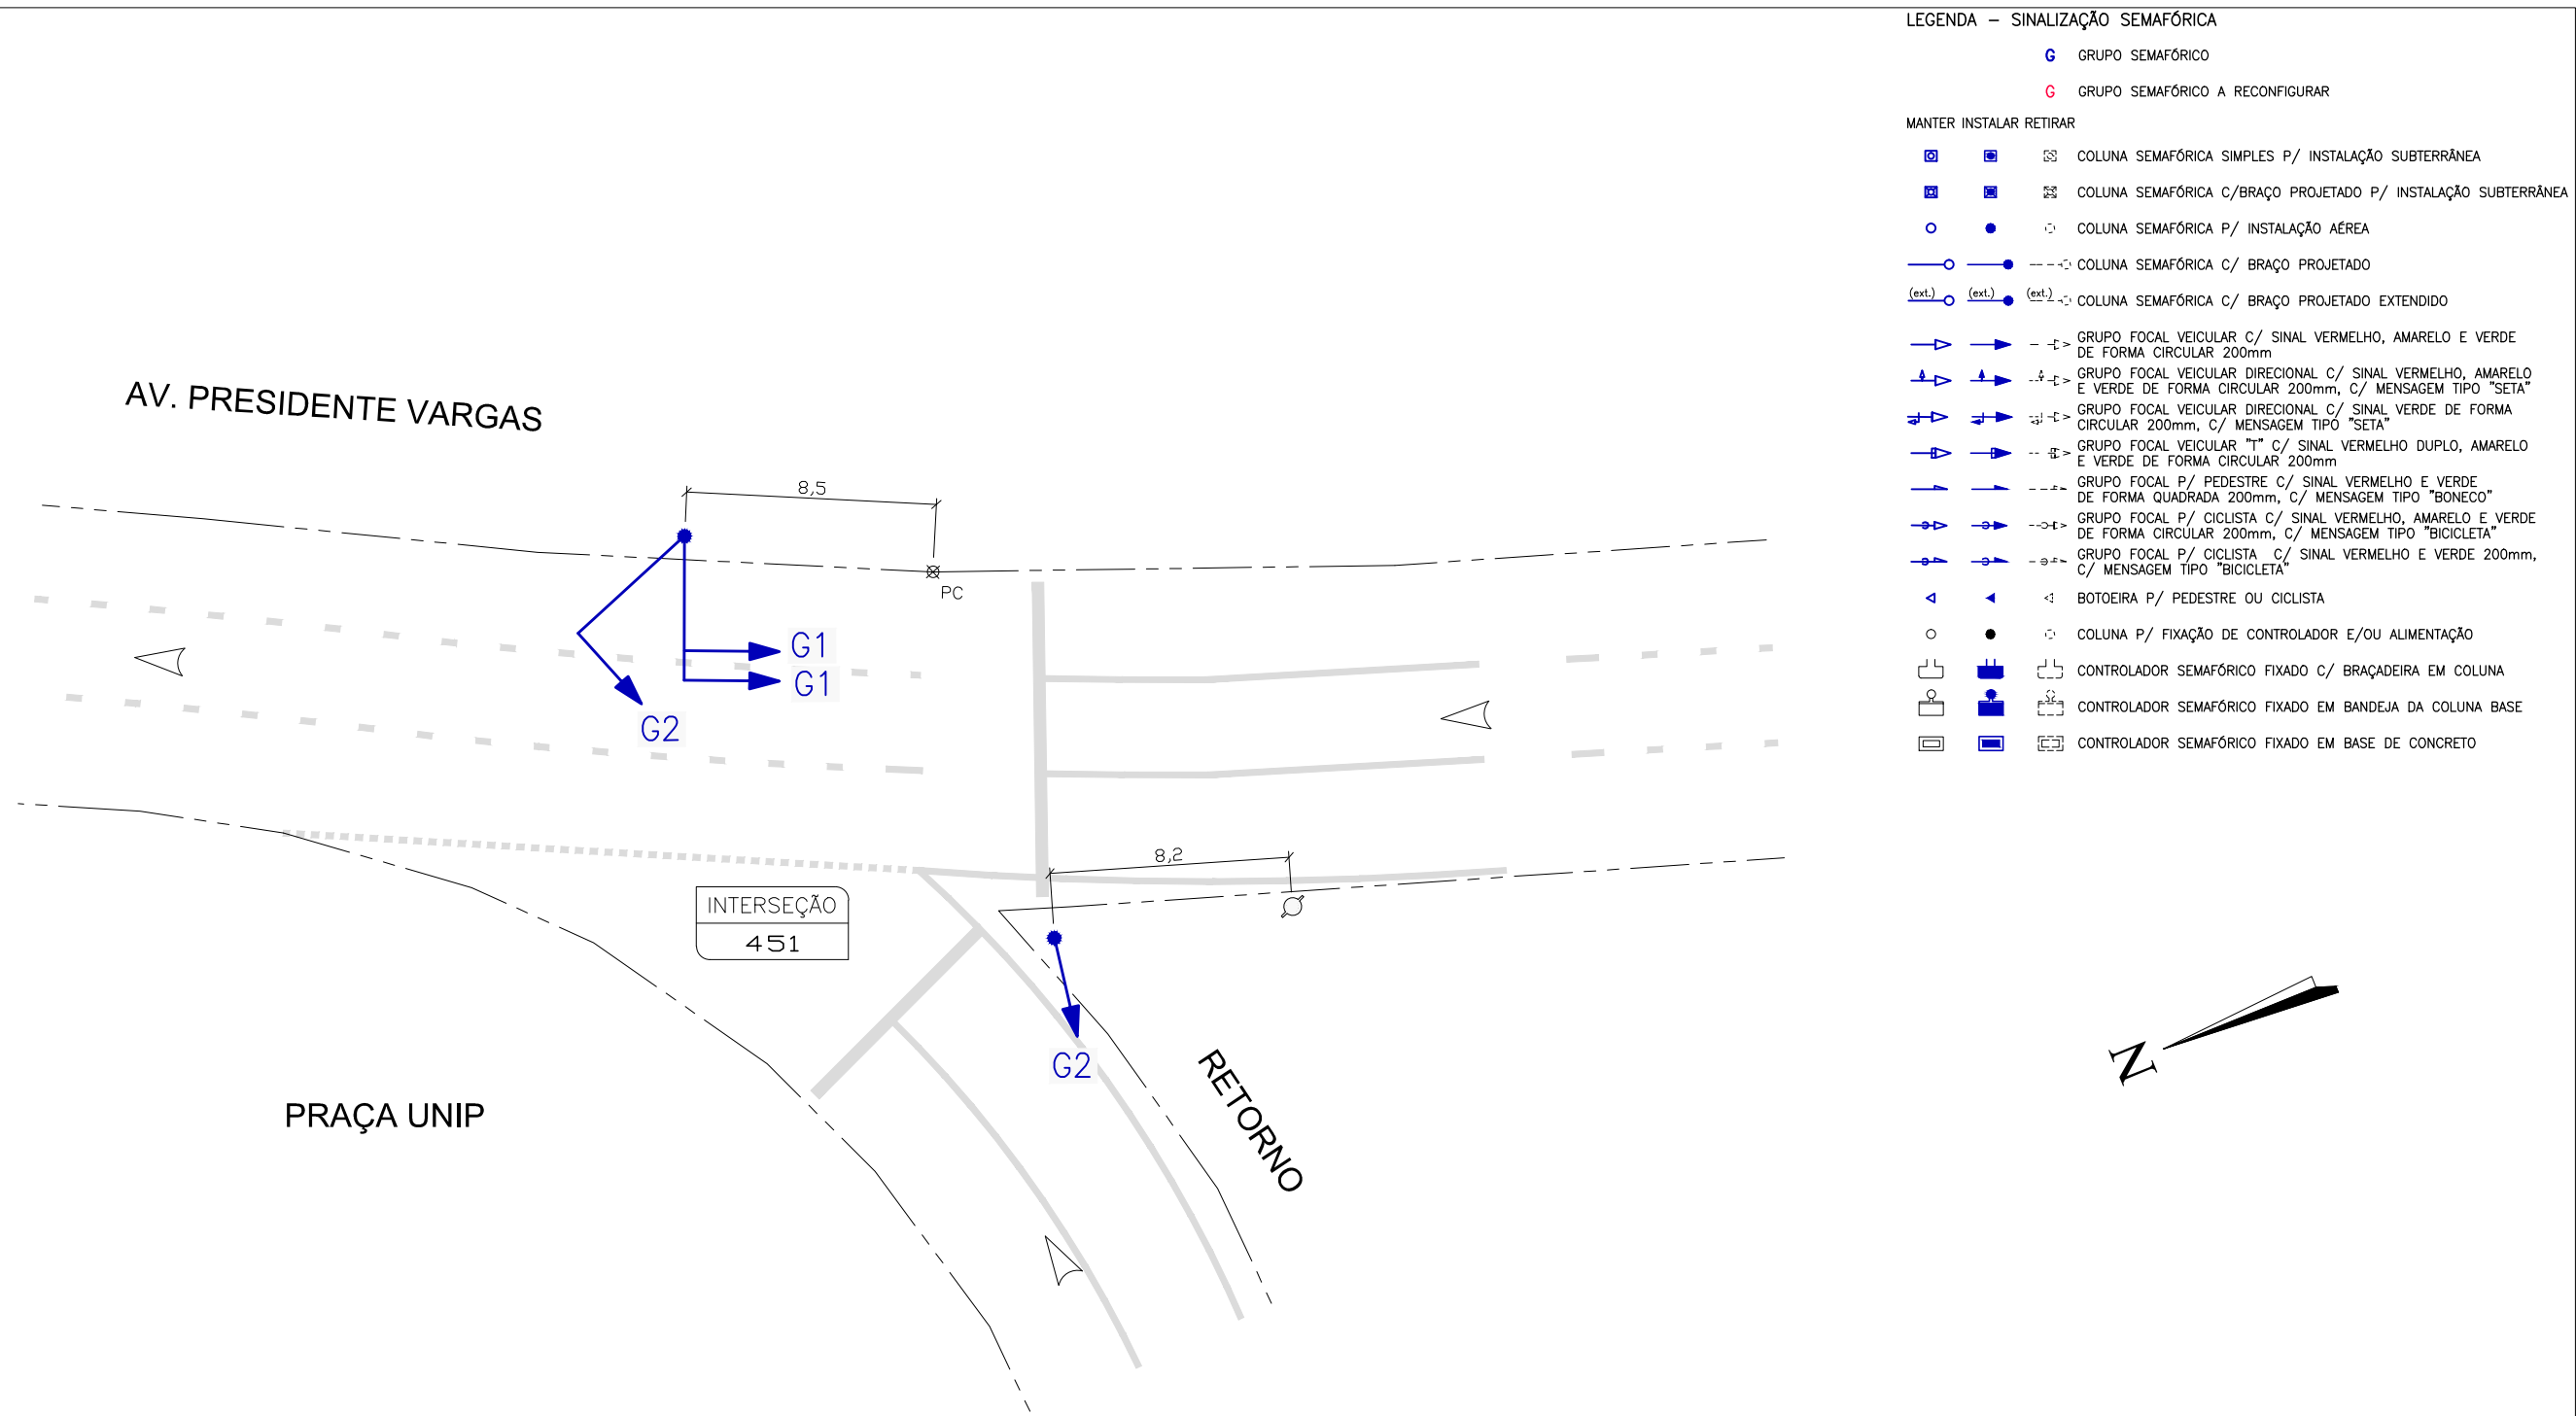 LEGENDA – SINALIZAÇÃO SEMAFÓRICA
G GRUPO SEMAFÓRICO
G GRUPO SEMAFÓRICO A RECONFIGURAR
MANTER INSTALAR RETIRAR
COLUNA SEMAFÓRICA SIMPLES P/ INSTALAÇÃO SUBTERRÂNEA
COLUNA SEMAFÓRICA C/BRAÇO PROJETADO P/ INSTALAÇÃO SUBTERRÂNEA
COLUNA SEMAFÓRICA P/ INSTALAÇÃO AÉREA
COLUNA SEMAFÓRICA C/ BRAÇO PROJETADO
(ext.) (ext.) (ext.) COLUNA SEMAFÓRICA C/ BRAÇO PROJETADO EXTENDIDO
GRUPO FOCAL VEICULAR C/ SINAL VERMELHO, AMARELO E VERDE
DE FORMA CIRCULAR 200mm
GRUPO FOCAL VEICULAR DIRECIONAL C/ SINAL VERMELHO, AMARELO
E VERDE DE FORMA CIRCULAR 200mm, C/ MENSAGEM TIPO "SETA"
GRUPO FOCAL VEICULAR DIRECIONAL C/ SINAL VERDE DE FORMA
CIRCULAR 200mm, C/ MENSAGEM TIPO "SETA"
GRUPO FOCAL VEICULAR "T" C/ SINAL VERMELHO DUPLO, AMARELO
E VERDE DE FORMA CIRCULAR 200mm
GRUPO FOCAL P/ PEDESTRE C/ SINAL VERMELHO E VERDE
DE FORMA QUADRADA 200mm, C/ MENSAGEM TIPO "BONECO"
GRUPO FOCAL P/ CICLISTA C/ SINAL VERMELHO, AMARELO E VERDE
DE FORMA CIRCULAR 200mm, C/ MENSAGEM TIPO "BICICLETA"
GRUPO FOCAL P/ CICLISTA C/ SINAL VERMELHO E VERDE 200mm,
C/ MENSAGEM TIPO "BICICLETA"
BOTOEIRA P/ PEDESTRE OU CICLISTA
COLUNA P/ FIXAÇÃO DE CONTROLADOR E/OU ALIMENTAÇÃO
CONTROLADOR SEMAFÓRICO FIXADO C/ BRAÇADEIRA EM COLUNA
CONTROLADOR SEMAFÓRICO FIXADO EM BANDEJA DA COLUNA BASE
CONTROLADOR SEMAFÓRICO FIXADO EM BASE DE CONCRETO
AV. PRESIDENTE VARGAS
8,5
PC
G1
G1
G2
8,2
INTERSEÇÃO
451
G2
RETORNO
PRAÇA UNIP
N